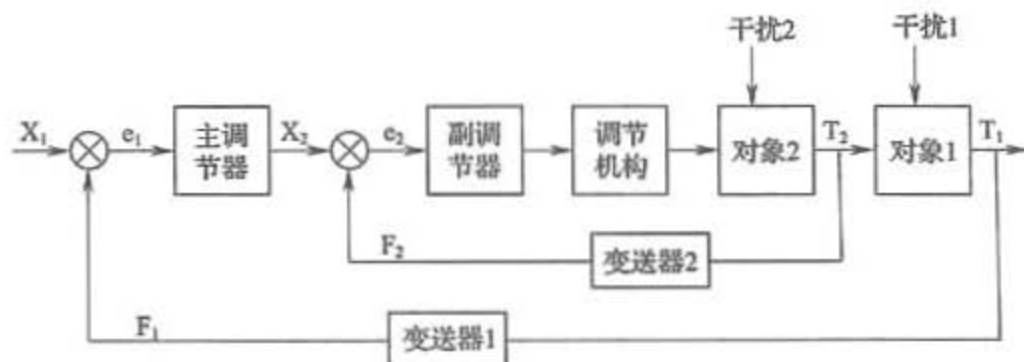 干扰2
干扰1
X₁
e₁
主调
节器
X₂
e₂
副调
节器
调节
机构
对象2
T₂
对象1
T₁
F₂
变送器2
F₁
变送器1